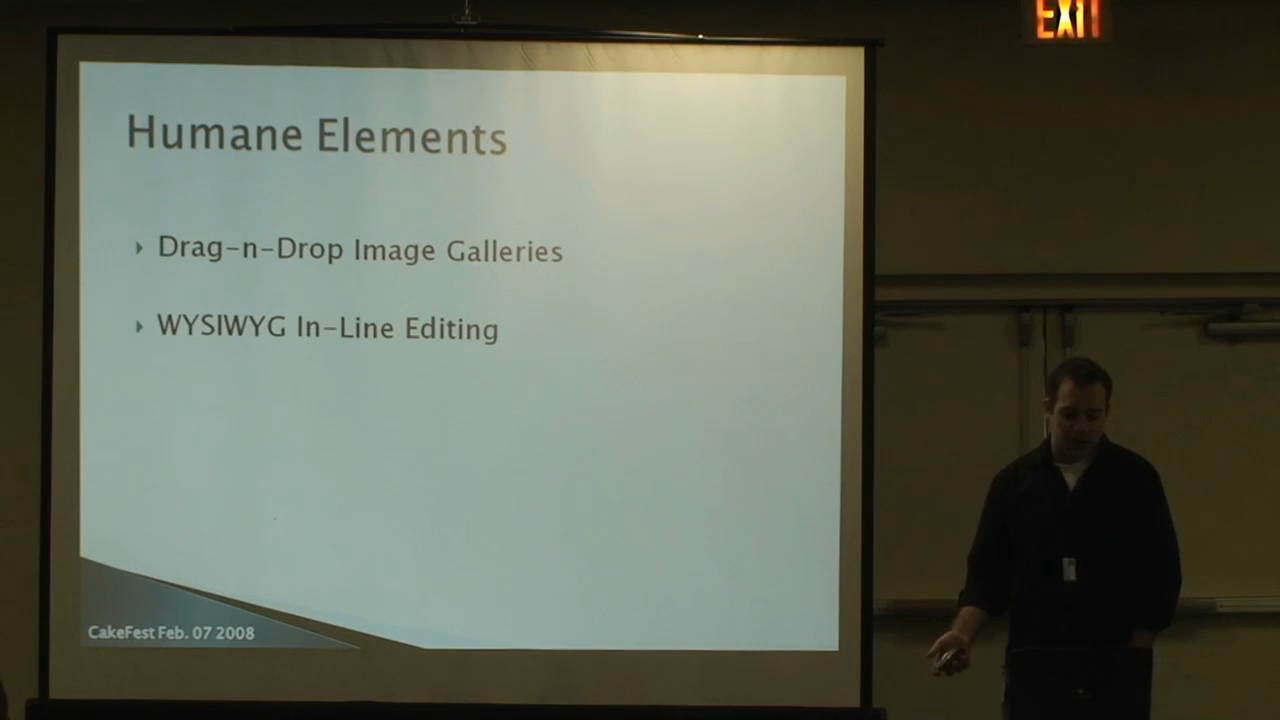 EXIT
Humane Elements
Drag-n-Drop Image Galleries
WYSIWYG In-Line Editing
CakeFest Feb. 07 2008